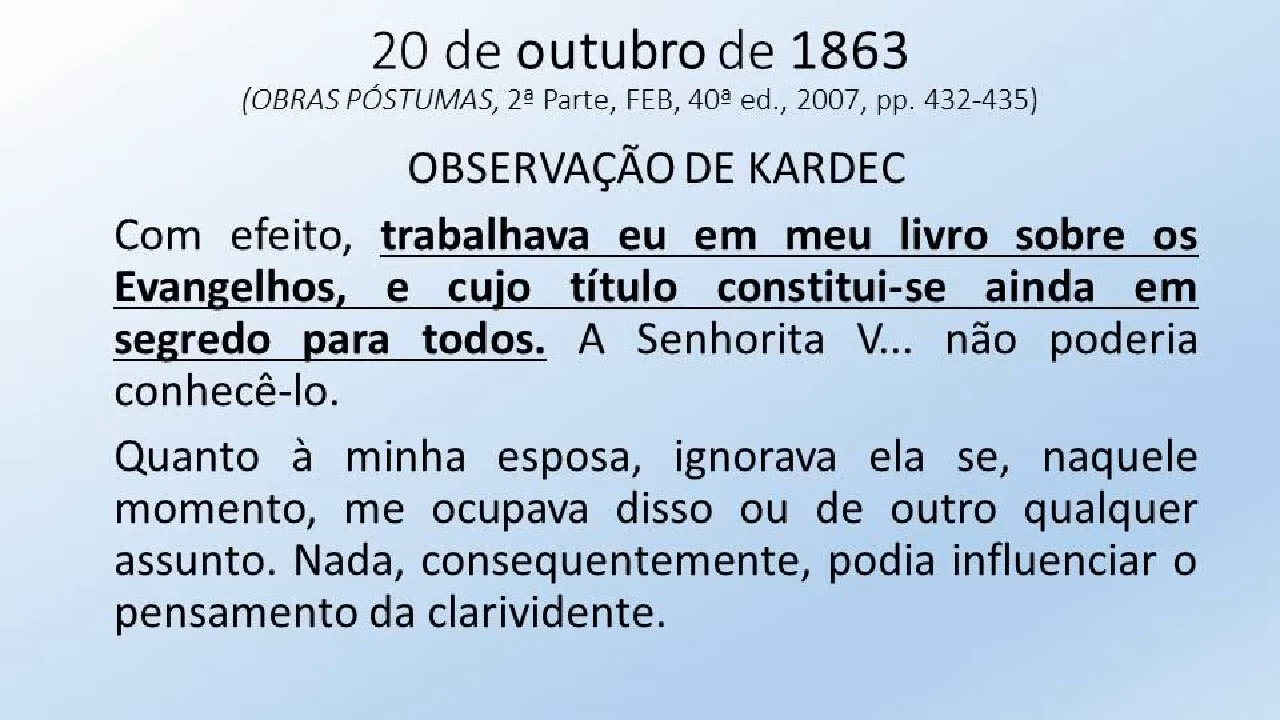 20 de outubro de 1863
(OBRAS PÓSTUMAS, 2ª Parte, FEB, 40ª ed., 2007, pp. 432-435)
OBSERVAÇÃO DE KARDEC
Com efeito, trabalhava eu em meu livro sobre os
Evangelhos, e cujo título constitui-se ainda em
segredo para todos. A Senhorita V... não poderia
conhecê-lo.
Quanto à minha esposa, ignorava ela se, naquele
momento, me ocupava disso ou de outro qualquer
assunto. Nada, consequentemente, podia influenciar o
pensamento da clarividente.